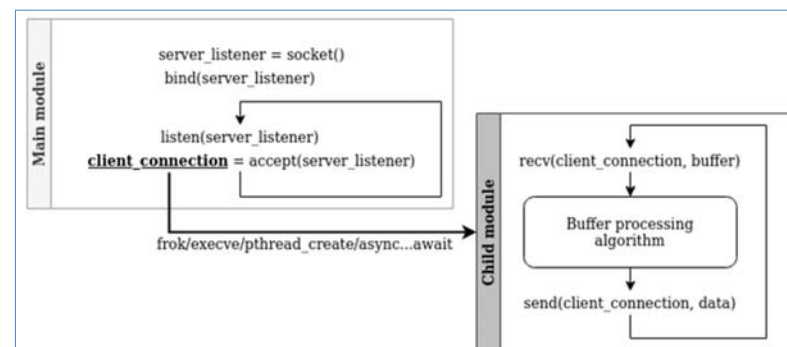 Main module
server_listener = socket()
bind(server_listener)
listen(server_listener)
client_connection = accept(server_listener)
frok/execve/pthread_create/async...await
Child module
recv(client_connection, buffer)
Buffer processing
algorithm
send(client_connection, data)